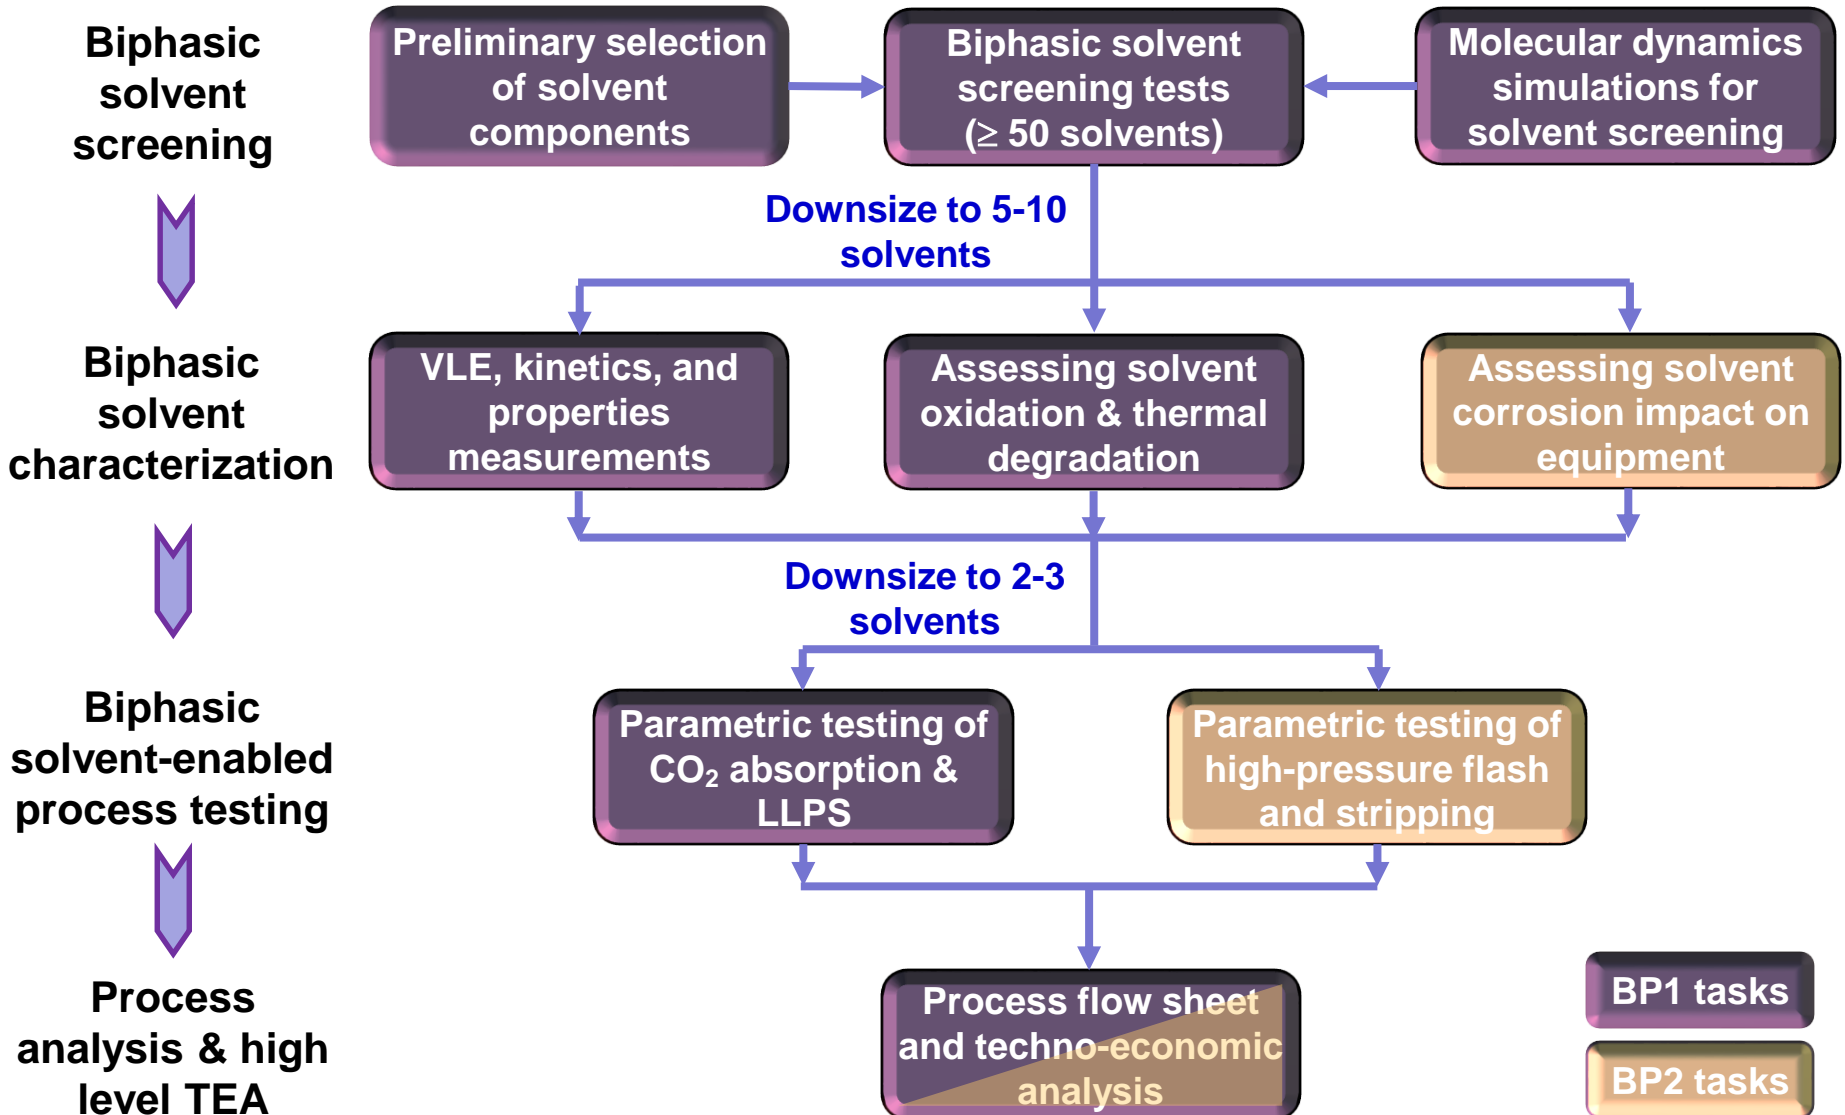 Biphasic
solvent
screening
Preliminary selection
of solvent
components
Biphasic solvent
screening tests
(≥ 50 solvents)
Molecular dynamics
simulations for
solvent screening
Downsize to 5-10
solvents
Biphasic
solvent
characterization
VLE, kinetics, and
properties
measurements
Assessing solvent
oxidation & thermal
degradation
Assessing solvent
corrosion impact on
equipment
Downsize to 2-3
solvents
Biphasic
solvent-enabled
process testing
Parametric testing of
CO₂ absorption &
LLPS
Parametric testing of
high-pressure flash
and stripping
Process
analysis & high
level TEA
Process flow sheet
and techno-economic
analysis
BP1 tasks
BP2 tasks